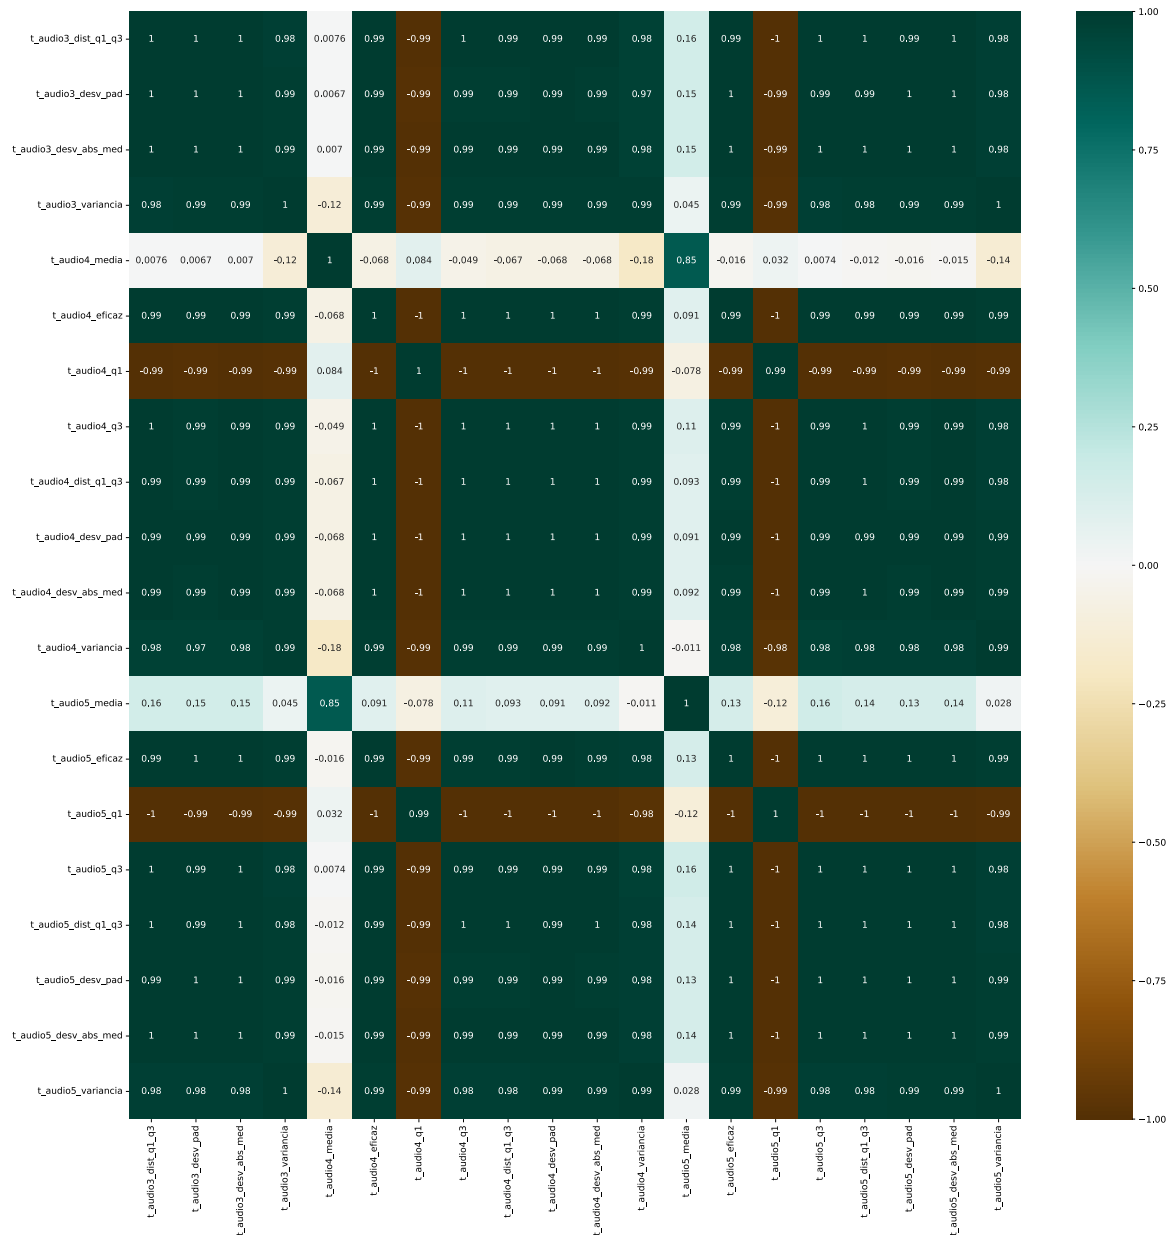 t_audio3_dist_q1_q3 1 1 1 0.98 0.0076 0.99 -0.99 1 0.99 0.99 0.99 0.98 0.16 0.99 -1 1 1 0.99 1 0.98
t_audio3_desv_pad 1 1 1 0.99 0.0067 0.99 -0.99 0.99 0.99 0.99 0.99 0.97 0.15 1 -0.99 0.99 0.99 1 1 0.98
t_audio3_desv_abs_med 1 1 1 0.99 0.007 0.99 -0.99 0.99 0.99 0.99 0.99 0.98 0.15 1 -0.99 1 1 1 1 0.98
t_audio3_variancia 0.98 0.99 0.99 1 -0.12 0.99 -0.99 0.99 0.99 0.99 0.99 0.99 0.045 0.99 -0.99 0.98 0.98 0.99 0.99 1
t_audio4_media 0.0076 0.0067 0.007 -0.12 1 -0.068 0.084 -0.049 -0.067 -0.068 -0.068 -0.18 0.85 -0.016 0.032 0.0074 -0.012 -0.016 -0.015 -0.14
t_audio4_eficaz 0.99 0.99 0.99 0.99 -0.068 1 -1 1 1 1 1 0.99 0.091 0.99 -1 0.99 0.99 0.99 0.99 0.99
t_audio4_q1 -0.99 -0.99 -0.99 -0.99 0.084 -1 1 -1 -1 -1 -1 -0.99 -0.078 -0.99 0.99 -0.99 -0.99 -0.99 -0.99 -0.99
t_audio4_q3 1 0.99 0.99 0.99 -0.049 1 -1 1 1 1 1 0.99 0.11 0.99 -1 0.99 1 0.99 0.99 0.98
t_audio4_dist_q1_q3 0.99 0.99 0.99 0.99 -0.067 1 -1 1 1 1 1 0.99 0.093 0.99 -1 0.99 1 0.99 0.99 0.98
t_audio4_desv_pad 0.99 0.99 0.99 0.99 -0.068 1 -1 1 1 1 1 0.99 0.091 0.99 -1 0.99 0.99 0.99 0.99 0.99
t_audio4_desv_abs_med 0.99 0.99 0.99 0.99 -0.068 1 -1 1 1 1 1 0.99 0.092 0.99 -1 0.99 1 0.99 0.99 0.99
t_audio4_variancia 0.98 0.97 0.98 0.99 -0.18 0.99 -0.99 0.99 0.99 0.99 0.99 1 -0.011 0.98 -0.98 0.98 0.98 0.98 0.98 0.99
t_audio5_media 0.16 0.15 0.15 0.045 0.85 0.091 -0.078 0.11 0.093 0.091 0.092 -0.011 1 0.13 -0.12 0.16 0.14 0.13 0.14 0.028
t_audio5_eficaz 0.99 1 1 0.99 -0.016 0.99 -0.99 0.99 0.99 0.99 0.99 0.98 0.13 1 -1 1 1 1 1 0.99
t_audio5_q1 -1 -0.99 -0.99 -0.99 0.032 -1 0.99 -1 -1 -1 -1 -0.98 -0.12 -1 1 -1 -1 -1 -1 -0.99
t_audio5_q3 1 0.99 1 0.98 0.0074 0.99 -0.99 0.99 0.99 0.99 0.99 0.98 0.16 1 -1 1 1 1 1 0.98
t_audio5_dist_q1_q3 1 0.99 1 0.98 -0.012 0.99 -0.99 1 1 0.99 1 0.98 0.14 1 -1 1 1 1 1 0.98
t_audio5_desv_pad 0.99 1 1 0.99 -0.016 0.99 -0.99 0.99 0.99 0.99 0.99 0.98 0.13 1 -1 1 1 1 1 0.99
t_audio5_desv_abs_med 1 1 1 0.99 -0.015 0.99 -0.99 0.99 0.99 0.99 0.99 0.98 0.14 1 -1 1 1 1 1 0.99
t_audio5_variancia 0.98 0.98 0.98 1 -0.14 0.99 -0.99 0.98 0.98 0.99 0.99 0.99 0.028 0.99 -0.99 0.98 0.98 0.99 0.99 1
t_audio3_dist_q1_q3
t_audio3_desv_pad
t_audio3_desv_abs_med
t_audio3_variancia
t_audio4_media
t_audio4_eficaz
t_audio4_q1
t_audio4_q3
t_audio4_dist_q1_q3
t_audio4_desv_pad
t_audio4_desv_abs_med
t_audio4_variancia
t_audio5_media
t_audio5_eficaz
t_audio5_q1
t_audio5_q3
t_audio5_dist_q1_q3
t_audio5_desv_pad
t_audio5_desv_abs_med
t_audio5_variancia
1.00
0.75
0.50
0.25
0.00
−0.25
−0.50
−0.75
−1.00